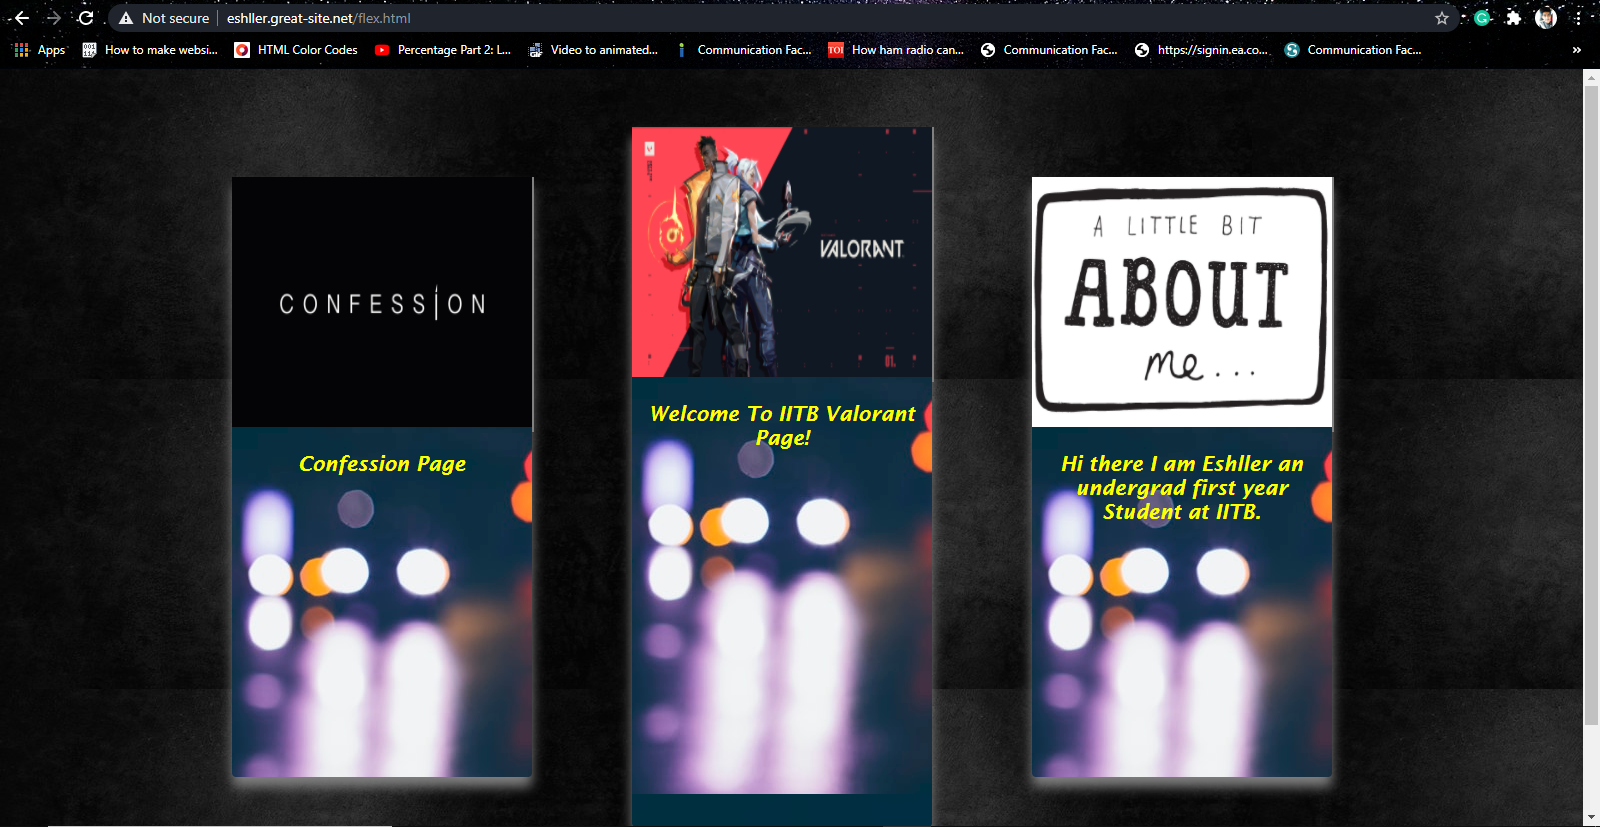 Not secure | eshller.great-site.net/flex.html
Apps How to make websi... HTML Color Codes Percentage Part 2: L... Video to animated... Communication Fac... TOI How ham radio can... Communication Fac... https://signin.ea.co... Communication Fac... »
CONFESSION
Confession Page
VALORANT
01.
Welcome To IITB Valorant
Page!
A LITTLE BIT
ABOUT
me...
Hi there I am Eshller an
undergrad first year
Student at IITB.